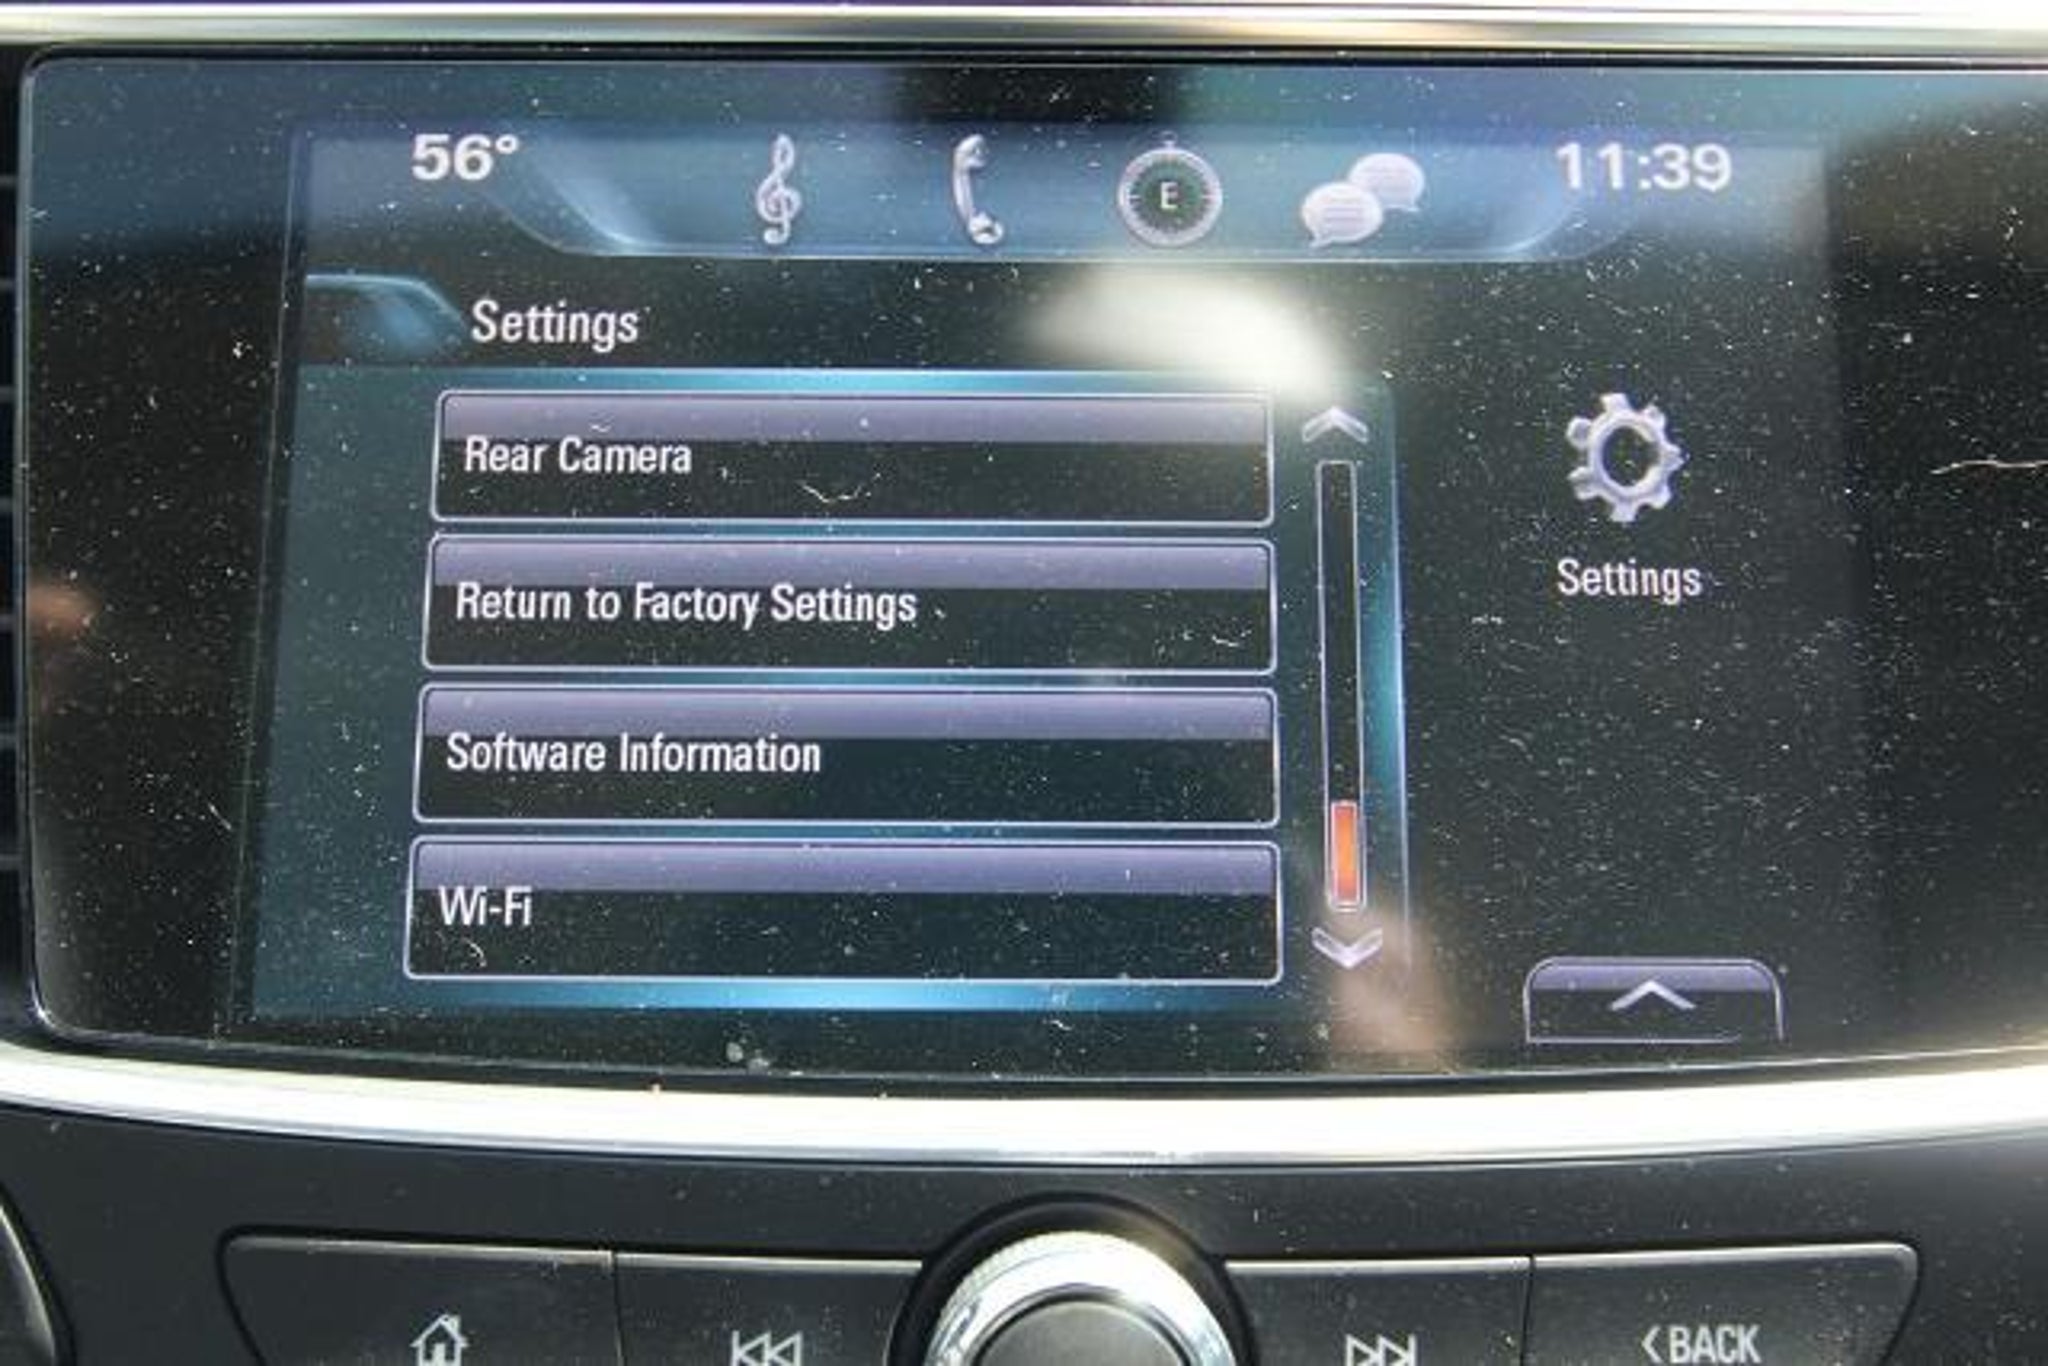 56°
E
11:39
Settings
Rear Camera
Return to Factory Settings
Software Information
Wi-Fi
Settings
BACK